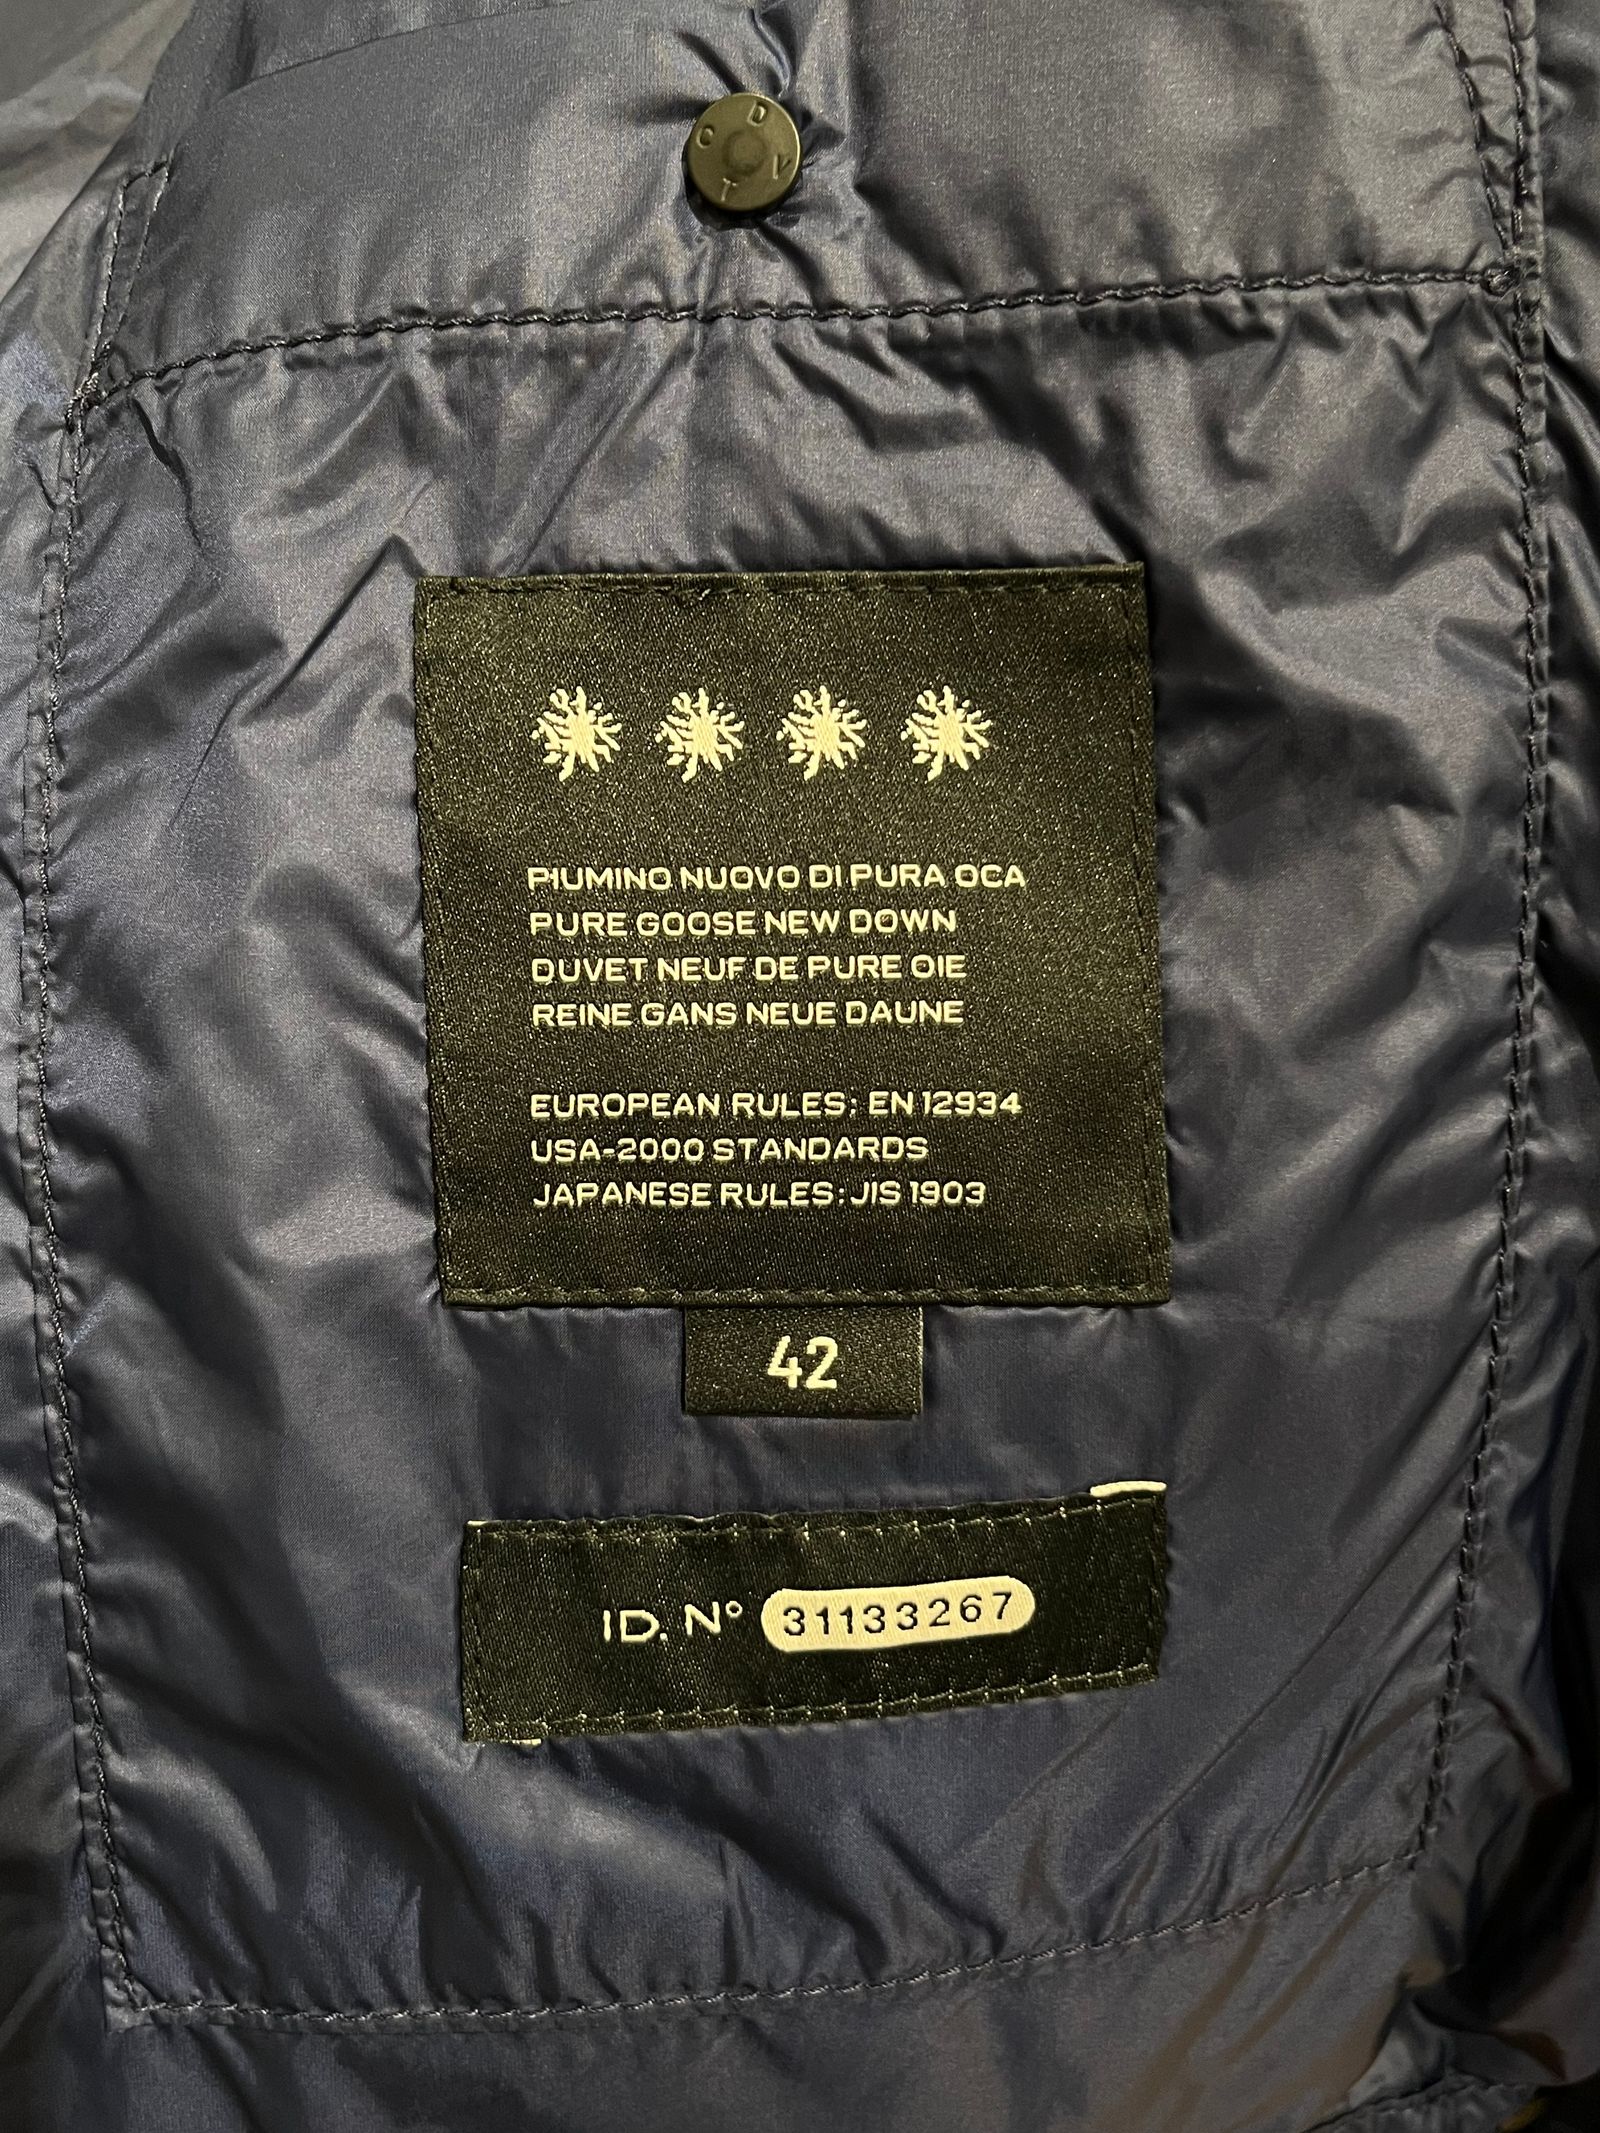 DVTC
PIUMINO NUOVO DI PURA OCA
PURE GOOSE NEW DOWN
DUVET NEUF DE PURE OIE
REINE GANS NEUE DAUNE
EUROPEAN RULES: EN 12934
USA-2000 STANDARDS
JAPANESE RULES: JIS 1903
42
ID. N° 31133267